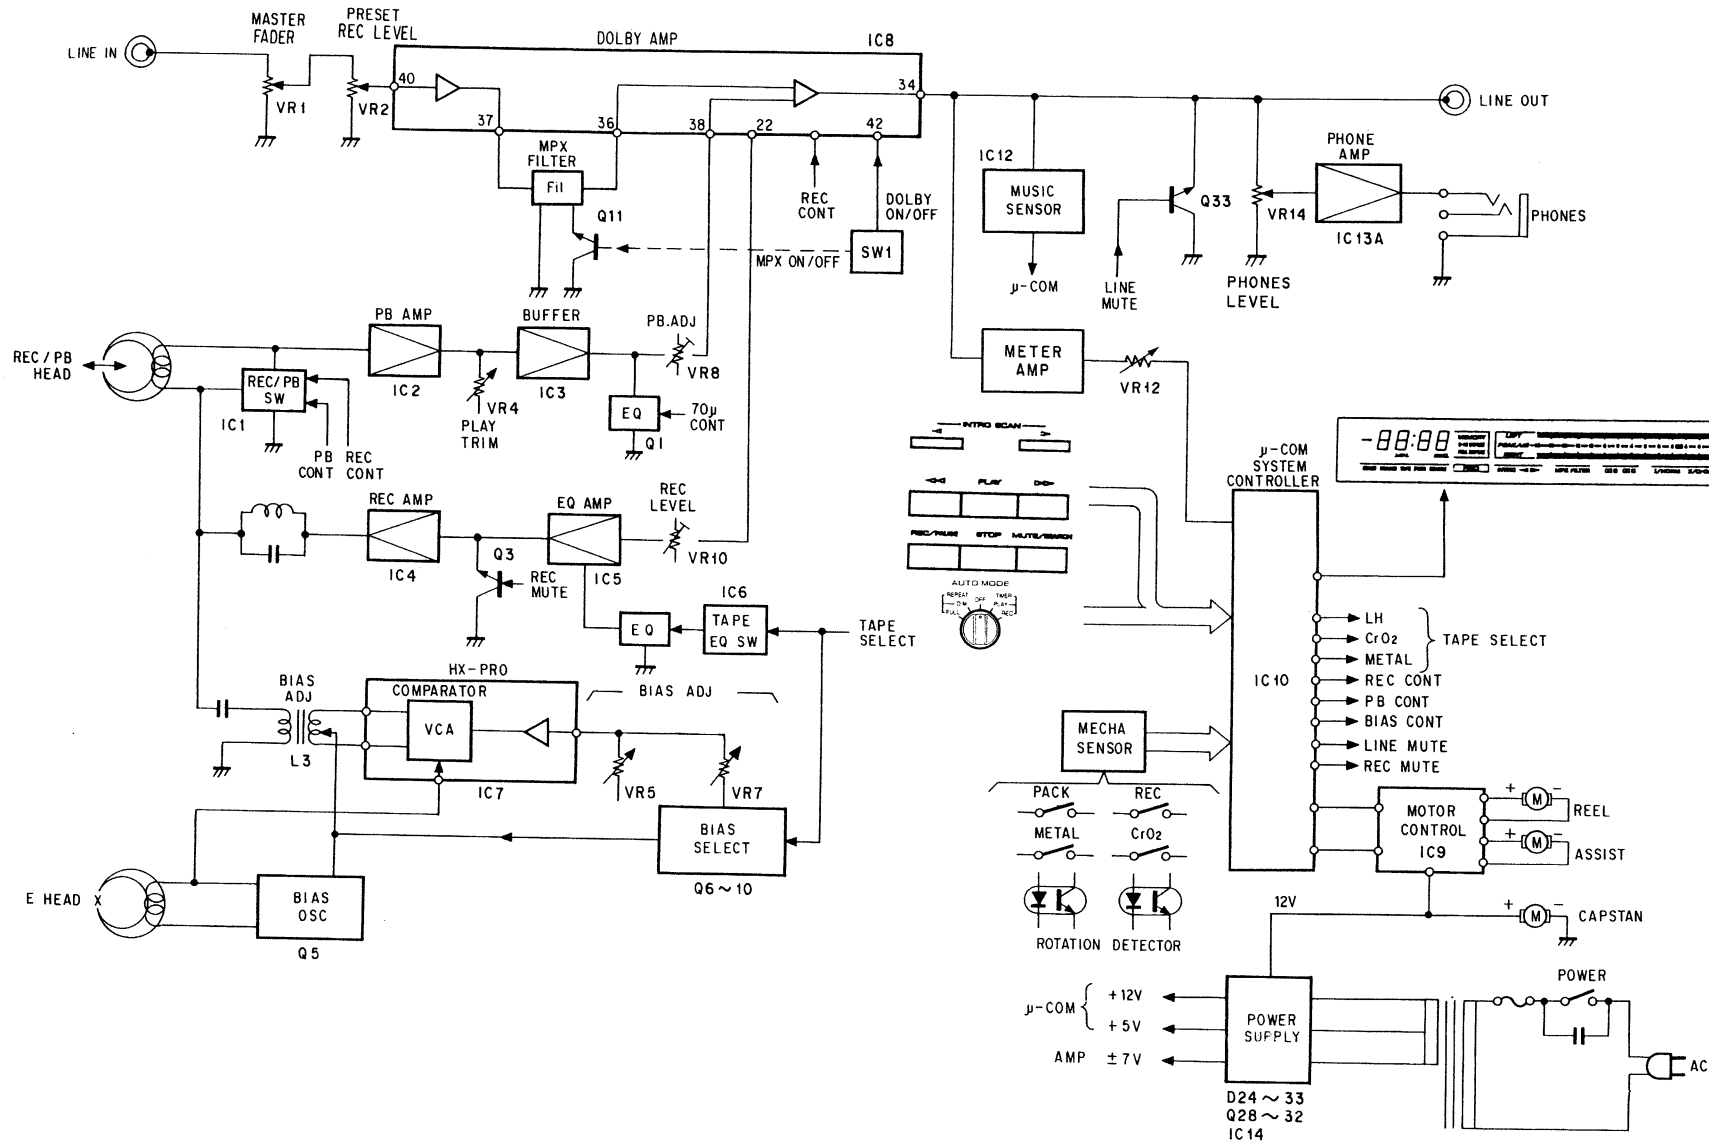 MASTER
FADER
PRESET
REC LEVEL
LINE IN
VR1
VR2
DOLBY AMP
IC8
40
37
36
38
22
42
34
MPX
FILTER
Fil
Q11
REC
CONT
DOLBY
ON/OFF
MPX ON/OFF
SW1
IC12
MUSIC
SENSOR
μ-COM
LINE
MUTE
Q33
VR14
PHONES
LEVEL
PHONE
AMP
IC13A
LINE OUT
PHONES
REC/PB
HEAD
REC/PB
SW
IC1
PB
CONT
REC
CONT
PB AMP
IC2
VR4
PLAY
TRIM
BUFFER
IC3
PB.ADJ
VR8
EQ
Q1
70μ
CONT
METER
AMP
VR12
REC AMP
IC4
Q3
REC
MUTE
EQ AMP
IC5
REC
LEVEL
VR10
EQ
IC6
TAPE
EQ SW
TAPE
SELECT
INTRO SCAN
PLAY
REC/PAUSE
STOP
MUTE/SEARCH
AUTO MODE
REPEAT
DIM
FULL
OFF
TIMER
PLAY
REC
μ-COM
SYSTEM
CONTROLLER
IC10
-88:88
MEMORY
LEFT
RIGHT
MPX FILTER
LH
CrO2
METAL
TAPE SELECT
REC CONT
PB CONT
BIAS CONT
LINE MUTE
REC MUTE
BIAS
ADJ
L3
HX-PRO
COMPARATOR
VCA
IC7
BIAS ADJ
VR5
VR7
BIAS
SELECT
Q6~10
E HEAD
X
BIAS
OSC
Q5
MECHA
SENSOR
PACK
REC
METAL
CrO2
ROTATION DETECTOR
MOTOR
CONTROL
IC9
+ M -
REEL
+ M -
ASSIST
12V
+ M -
CAPSTAN
μ-COM
+12V
+5V
AMP ±7V
POWER
SUPPLY
D24~33
Q28~32
IC14
POWER
AC